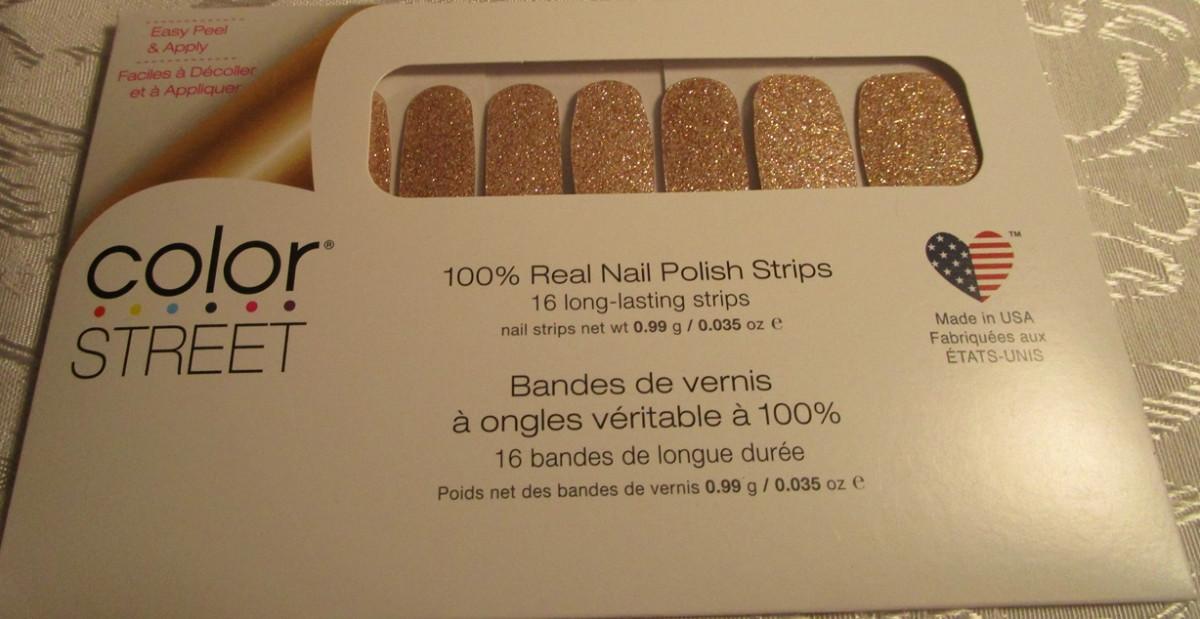 Easy Peel
& Apply
Faciles à Décoller
et à Appliquer
color®
STREET
100% Real Nail Polish Strips
16 long-lasting strips
nail strips net wt 0.99 g / 0.035 oz ℮
Bandes de vernis
à ongles véritable à 100%
16 bandes de longue durée
Poids net des bandes de vernis 0.99 g / 0.035 oz ℮
™
Made in USA
Fabriquées aux
ÉTATS-UNIS